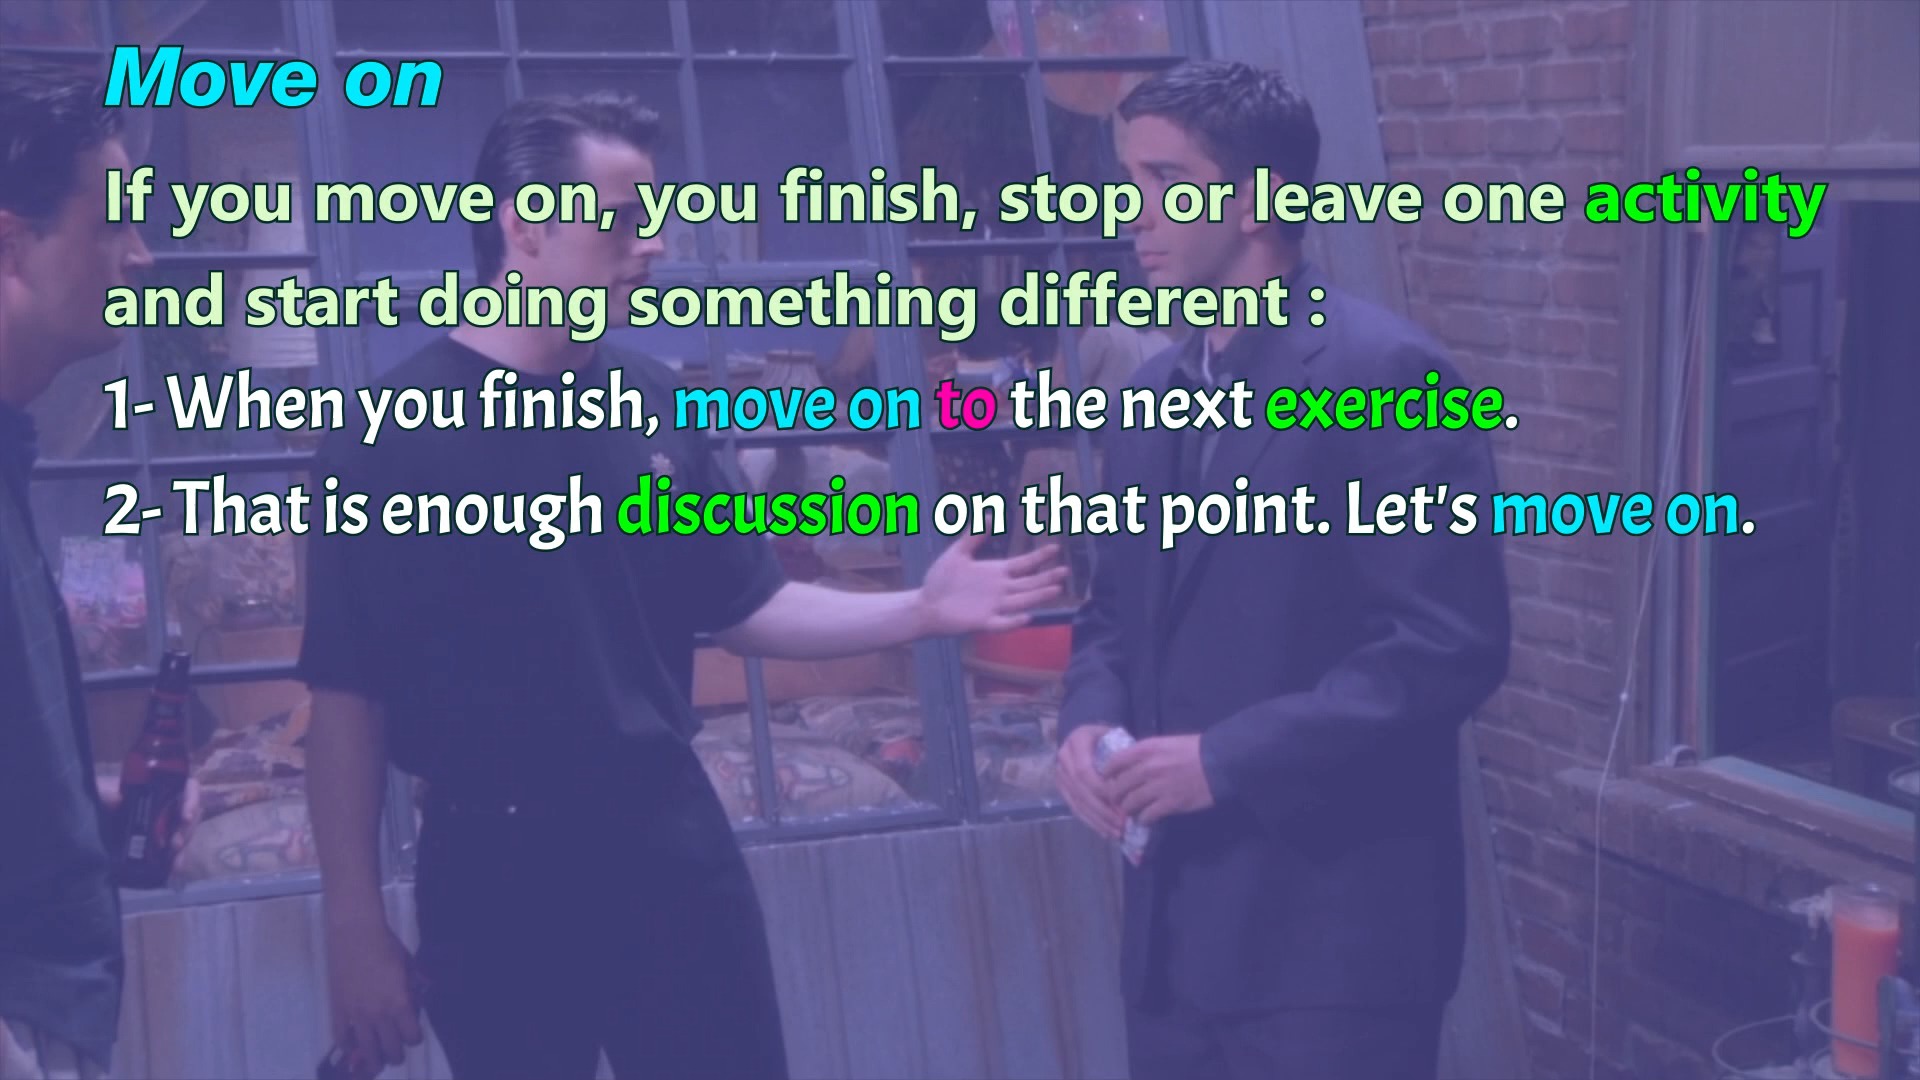 Move on
If you move on, you finish, stop or leave one activity
and start doing something different :
1- When you finish, move on to the next exercise.
2- That is enough discussion on that point. Let's move on.